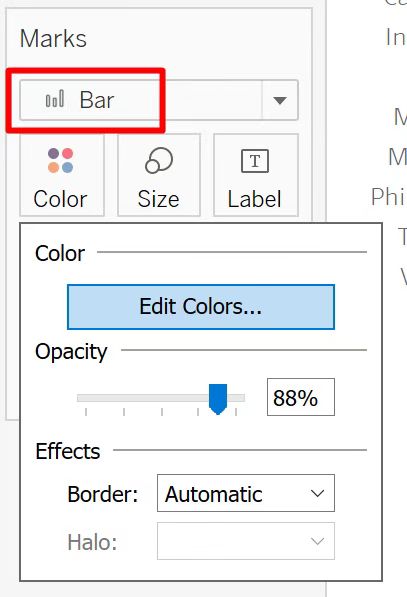 Ca
Marks
In
Bar
M
M
Color
Size
T
Label
Phi
T
V
Color
Edit Colors...
Opacity
88%
Effects
Border:
Automatic
Halo: